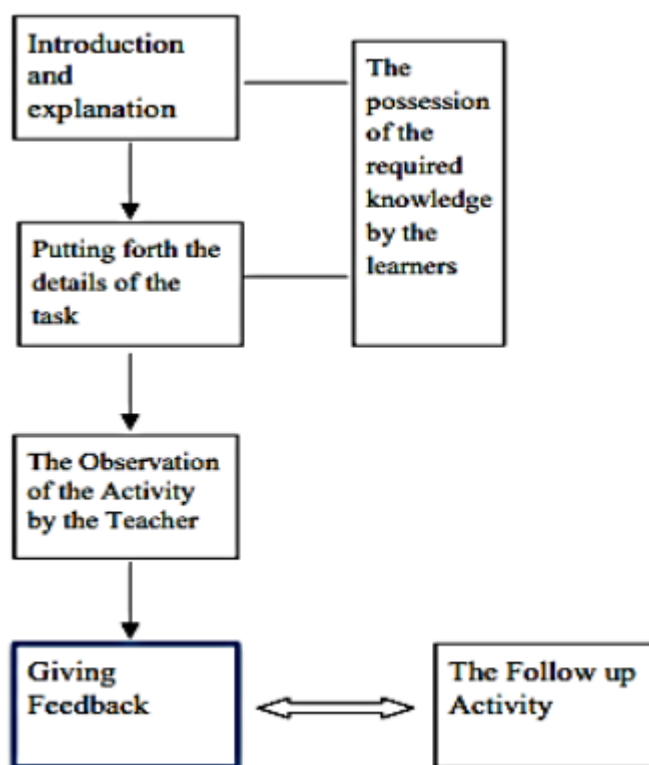 Introduction
and
explanation
The
possession
of the
required
knowledge
by the
learners
Putting forth the
details of the
task
The Observation
of the Activity
by the Teacher
Giving
Feedback
The Follow up
Activity